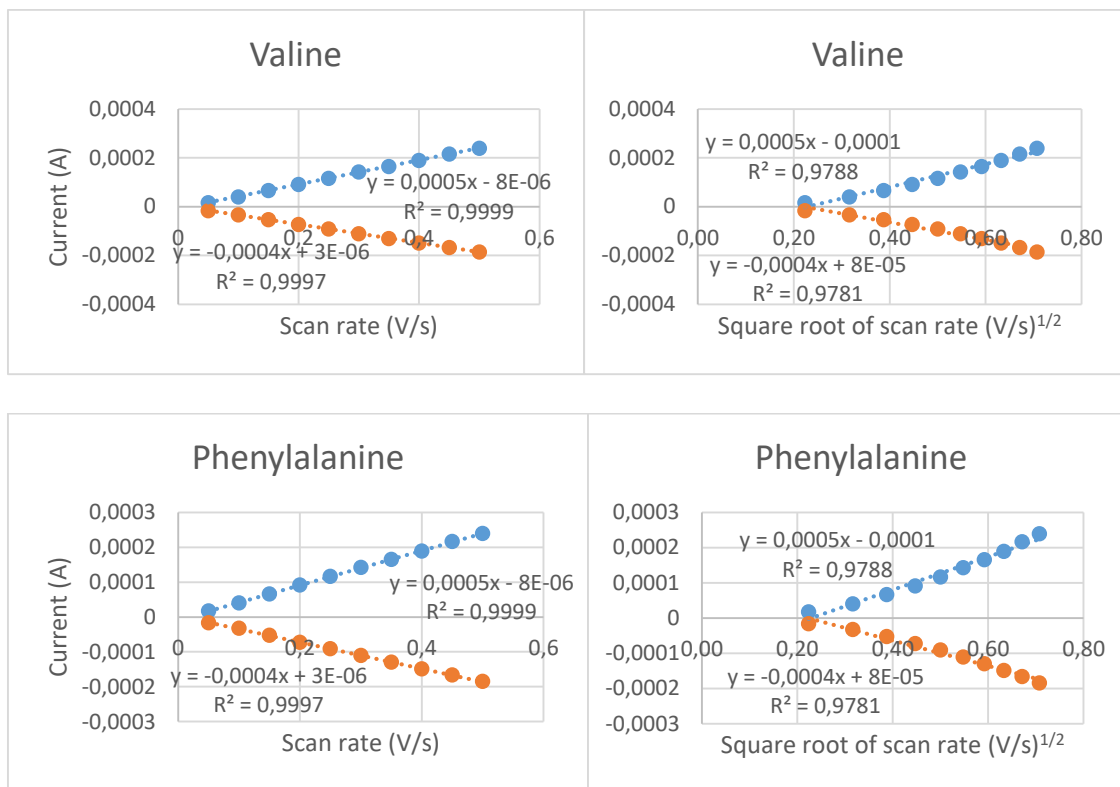 Valine
0,0004
0,0002
0
-0,0002
-0,0004
0
0,2
0,4
0,6
y = 0,0005x - 8E-06
R² = 0,9999
y = -0,0004x + 3E-06
R² = 0,9997
Current (A)
Scan rate (V/s)
Valine
0,0004
0,0002
0
-0,0002
-0,0004
0,00
0,20
0,40
0,60
0,80
y = 0,0005x - 0,0001
R² = 0,9788
y = -0,0004x + 8E-05
R² = 0,9781
Square root of scan rate (V/s)^1/2
Phenylalanine
0,0003
0,0002
0,0001
0
-0,0001
-0,0002
-0,0003
0
0,2
0,4
0,6
y = 0,0005x - 8E-06
R² = 0,9999
y = -0,0004x + 3E-06
R² = 0,9997
Current (A)
Scan rate (V/s)
Phenylalanine
0,0003
0,0002
0,0001
0
-0,0001
-0,0002
-0,0003
0,00
0,20
0,40
0,60
0,80
y = 0,0005x - 0,0001
R² = 0,9788
y = -0,0004x + 8E-05
R² = 0,9781
Square root of scan rate (V/s)^1/2